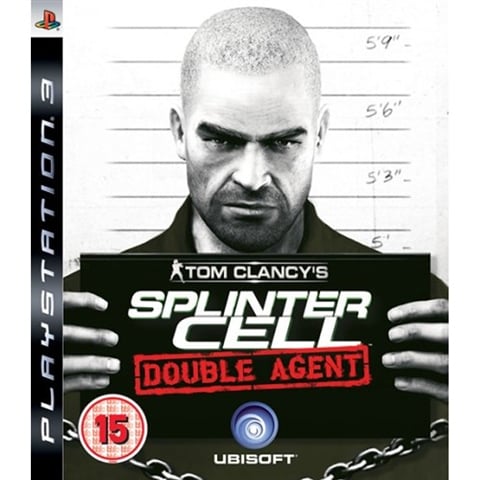 PLAYSTATION 3
5'9"
5'6"
5'3"
5'
TOM CLANCY'S
SPLINTER
CELL
DOUBLE AGENT
15
UBISOFT